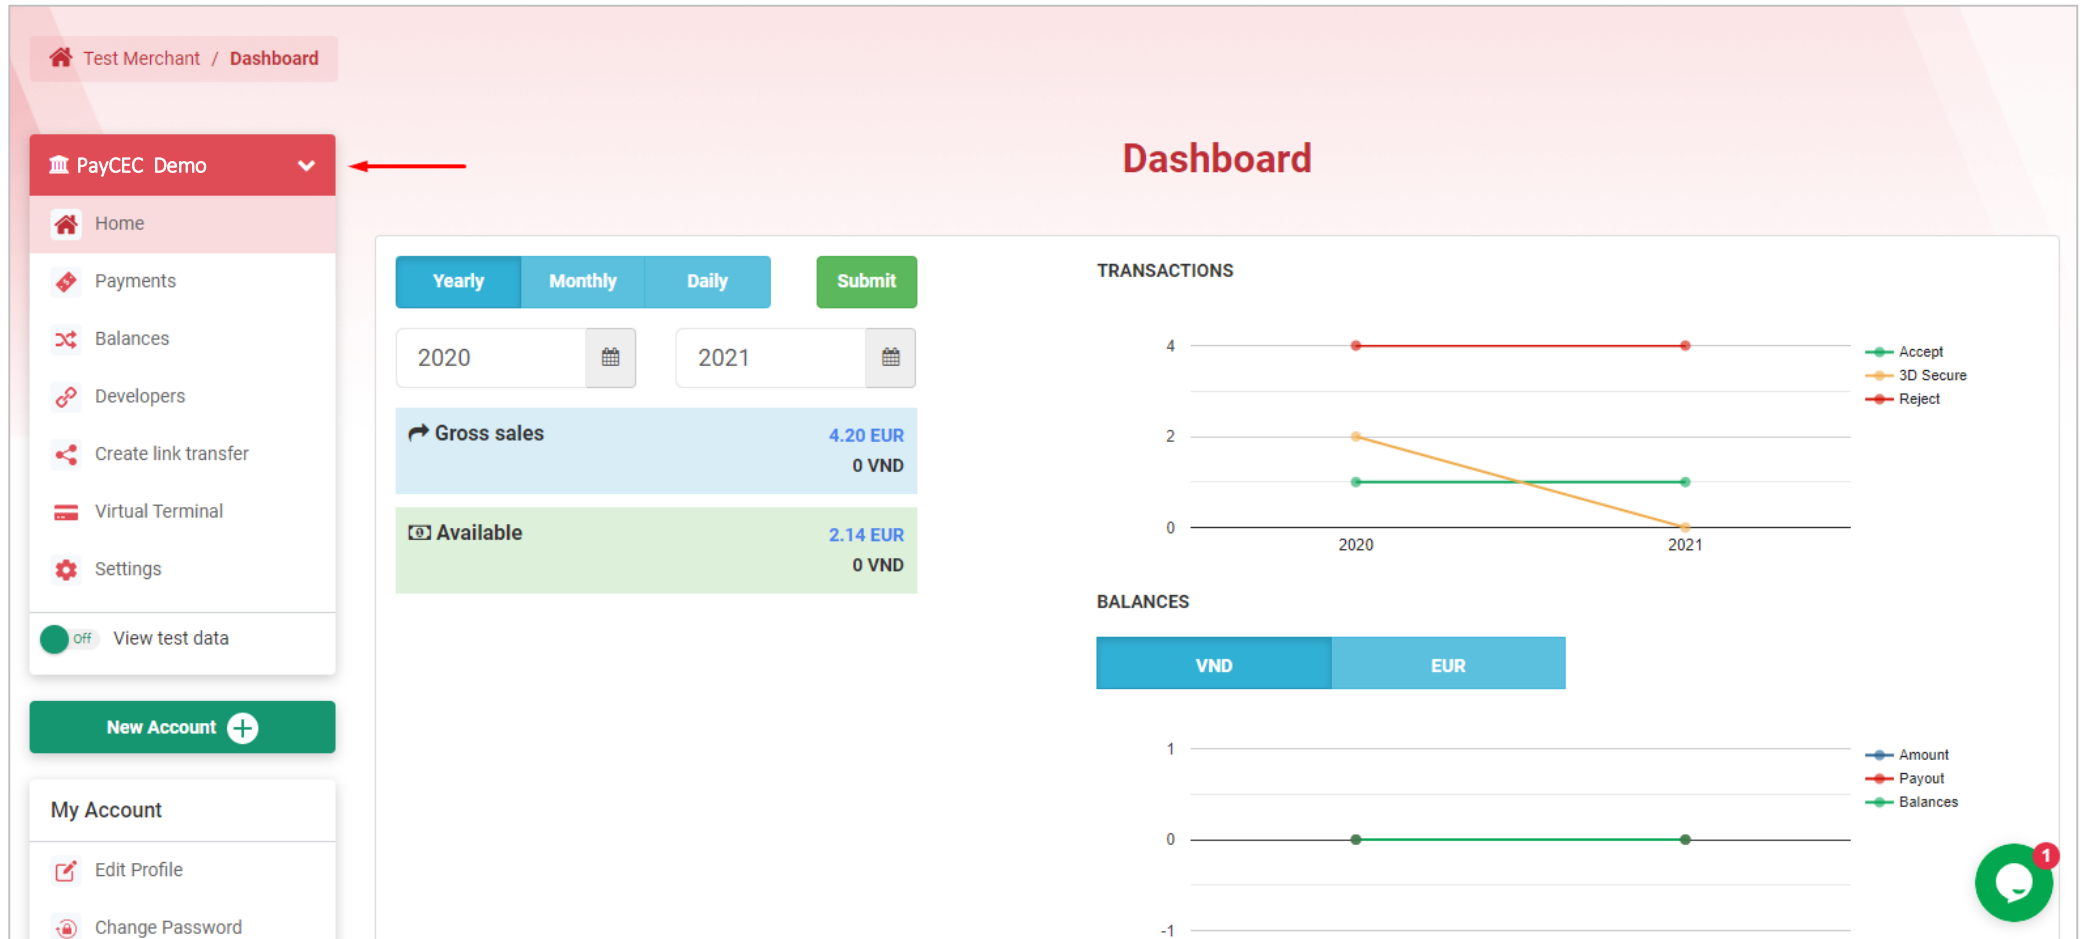 Test Merchant / Dashboard
PayCEC Demo
Dashboard
Home
Payments
Balances
Developers
Create link transfer
Virtual Terminal
Settings
Off View test data
New Account
My Account
Edit Profile
Change Password
Yearly Monthly Daily Submit
2020 2021
Gross sales 4.20 EUR
0 VND
Available 2.14 EUR
0 VND
TRANSACTIONS
4
2
0
2020 2021
Accept
3D Secure
Reject
BALANCES
VND EUR
1
0
-1
Amount
Payout
Balances
1